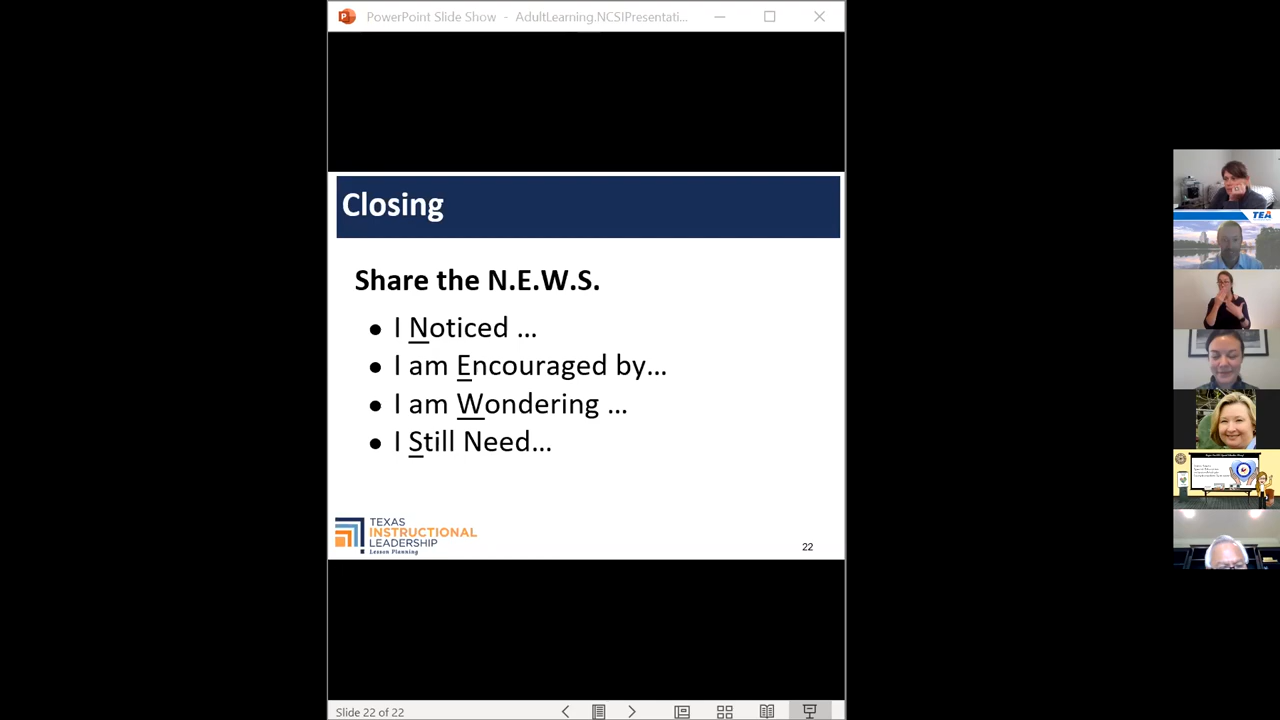 PowerPoint Slide Show - AdultLearning.NCSIPresentati...
Closing
Share the N.E.W.S.
● I Noticed …
● I am Encouraged by…
● I am Wondering …
● I Still Need…
TEXAS
INSTRUCTIONAL
LEADERSHIP
Lesson Planning
22
Slide 22 of 22
TEA